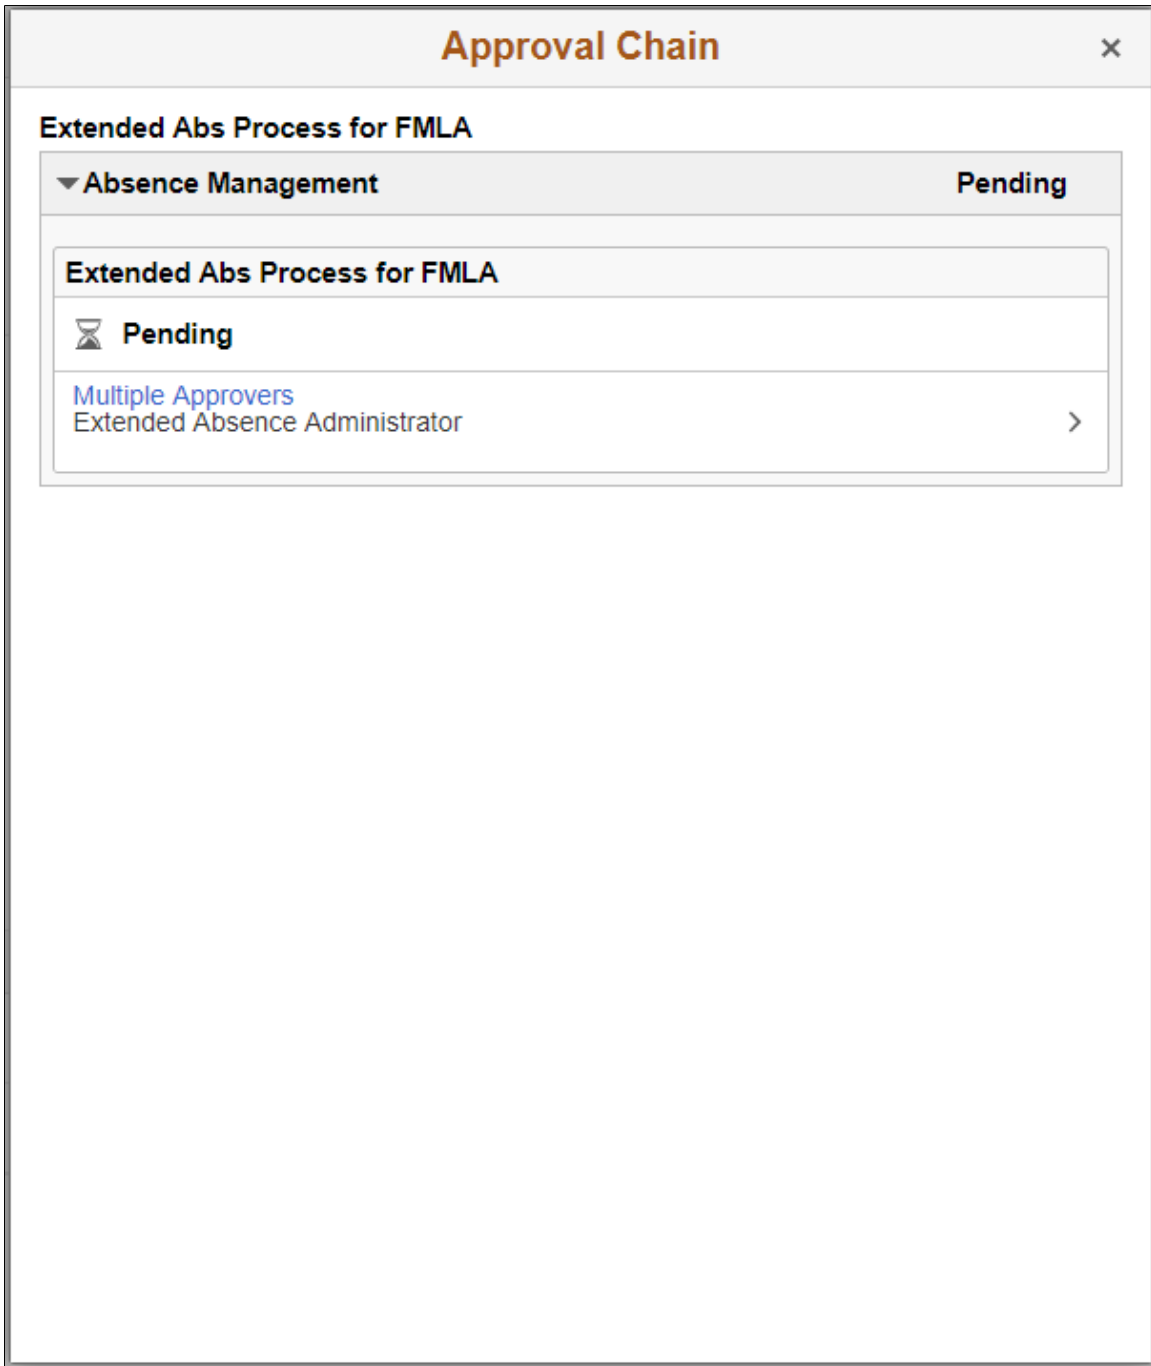 Approval Chain
Extended Abs Process for FMLA
Absence Management Pending
Extended Abs Process for FMLA
Pending
Multiple Approvers
Extended Absence Administrator